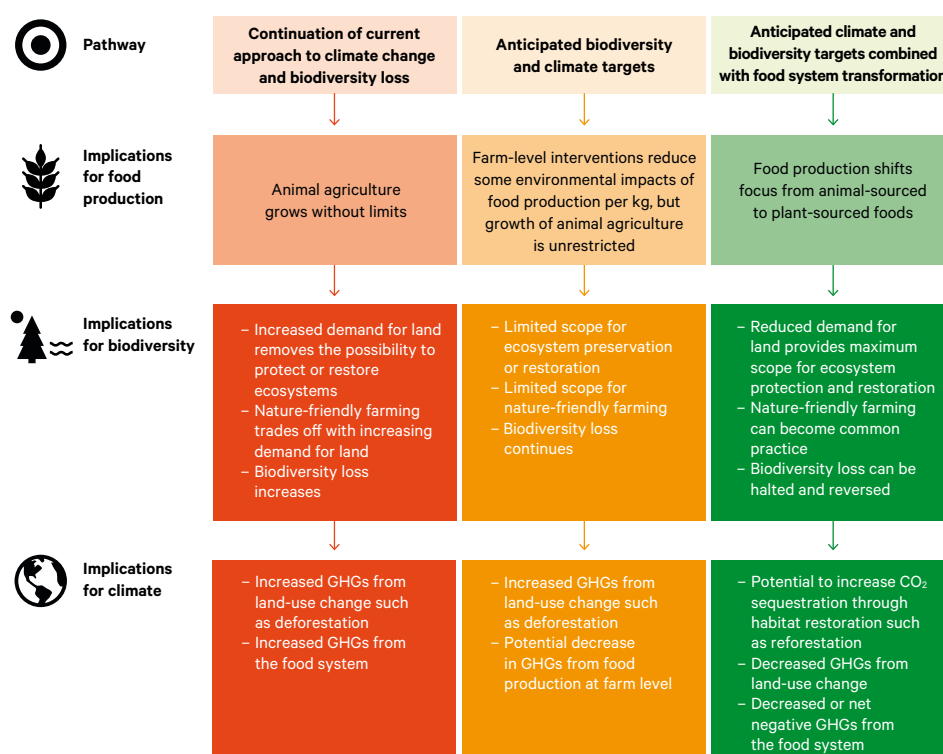 Pathway
Continuation of current
approach to climate change
and biodiversity loss
Anticipated biodiversity
and climate targets
Anticipated climate and
biodiversity targets combined
with food system transformation
Implications
for food
production
Animal agriculture
grows without limits
Farm-level interventions reduce
some environmental impacts of
food production per kg, but
growth of animal agriculture
is unrestricted
Food production shifts
focus from animal-sourced
to plant-sourced foods
Implications
for biodiversity
– Increased demand for land
removes the possibility to
protect or restore
ecosystems
– Nature-friendly farming
trades off with increasing
demand for land
– Biodiversity loss
increases
– Limited scope for
ecosystem preservation
or restoration
– Limited scope for
nature-friendly farming
– Biodiversity loss
continues
– Reduced demand for
land provides maximum
scope for ecosystem
protection and restoration
– Nature-friendly farming
can become common
practice
– Biodiversity loss can be
halted and reversed
Implications
for climate
– Increased GHGs from
land-use change such
as deforestation
– Increased GHGs from
the food system
– Increased GHGs from
land-use change such
as deforestation
– Potential decrease
in GHGs from food
production at farm level
– Potential to increase CO₂
sequestration through
habitat restoration such
as reforestation
– Decreased GHGs from
land-use change
– Decreased or net
negative GHGs from
the food system